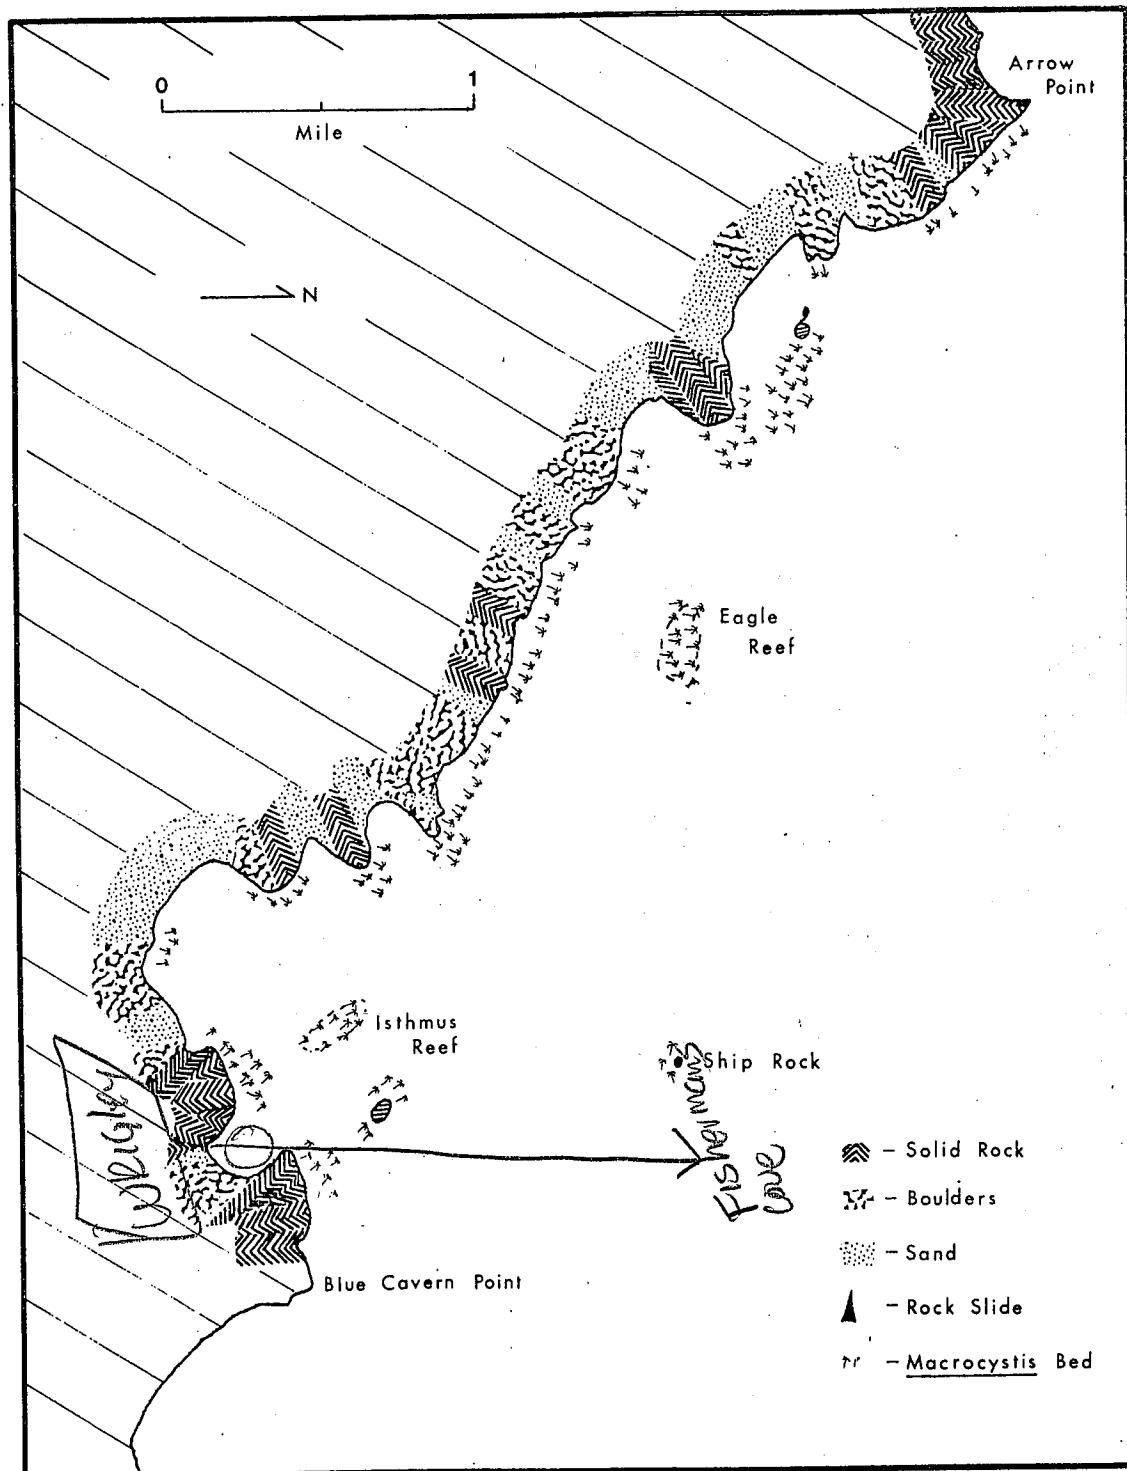 Arrow
Point
0 1
Mile
N
Eagle
Reef
Isthmus
Reef
Ship Rock
Fisherman
Cove
Wrigley
Blue Cavern Point
– Solid Rock
– Boulders
– Sand
– Rock Slide
– Macrocystis Bed